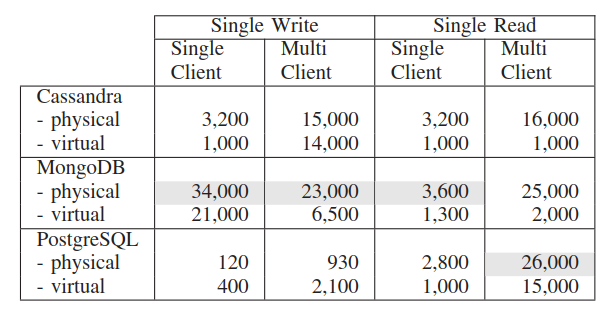 Single Write Single Read
Single Multi Single Multi
Client Client Client Client
Cassandra
- physical 3,200 15,000 3,200 16,000
- virtual 1,000 14,000 1,000 1,000
MongoDB
- physical 34,000 23,000 3,600 25,000
- virtual 21,000 6,500 1,300 2,000
PostgreSQL
- physical 120 930 2,800 26,000
- virtual 400 2,100 1,000 15,000